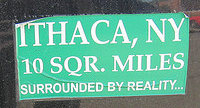 ITHACA, NY
10 SQR. MILES
SURROUNDED BY REALITY...